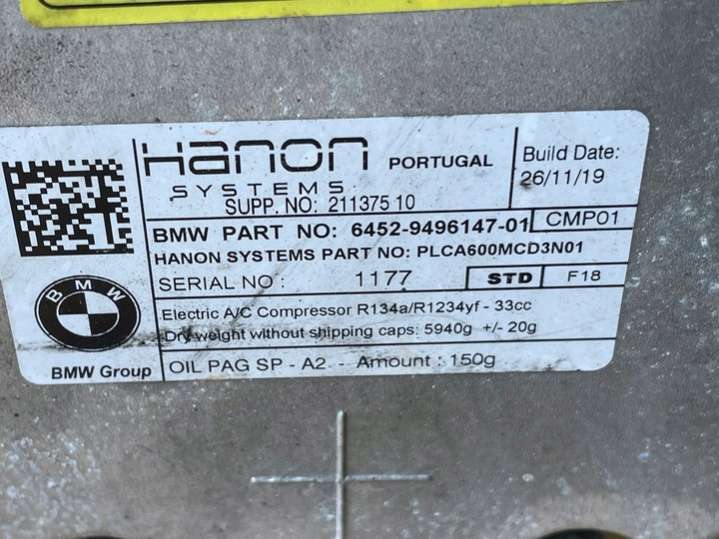 Hanon
SYSTEMS
PORTUGAL
Build Date:
26/11/19
SUPP. NO: 211375 10
BMW PART NO: 6452-9496147-01
CMP01
HANON SYSTEMS PART NO: PLCA600MCD3N01
SERIAL NO : 1177 STD F18
BMW
Electric A/C Compressor R134a/R1234yf - 33cc
Dry weight without shipping caps: 5940g +/- 20g
BMW Group
OIL PAG SP - A2 -- Amount : 150g